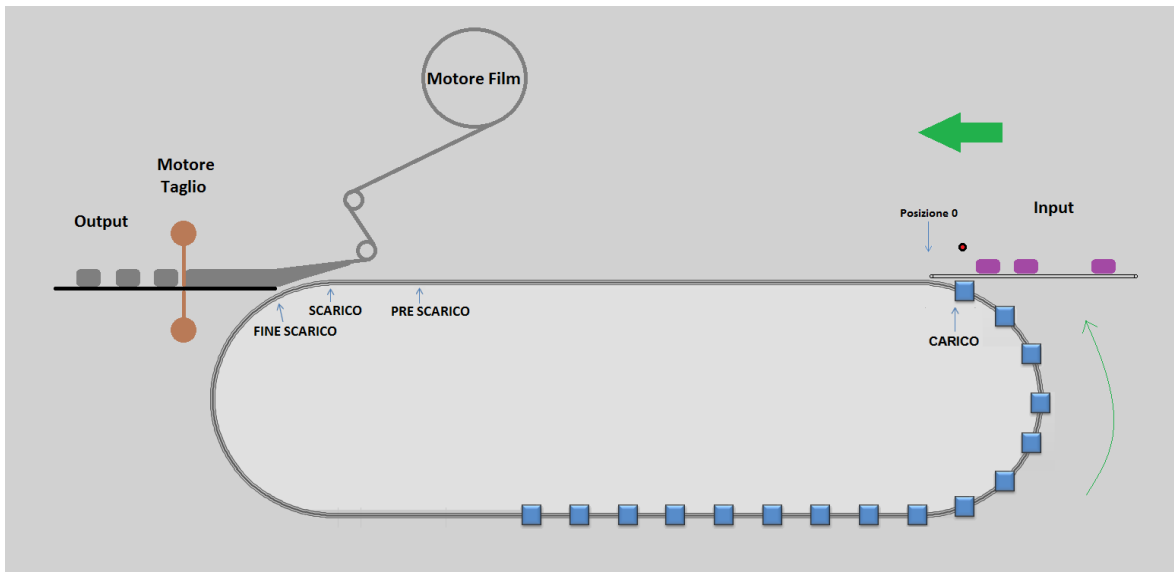 Motore Film
Motore
Taglio
Output
Posizione 0
Input
SCARICO
PRE SCARICO
FINE SCARICO
CARICO